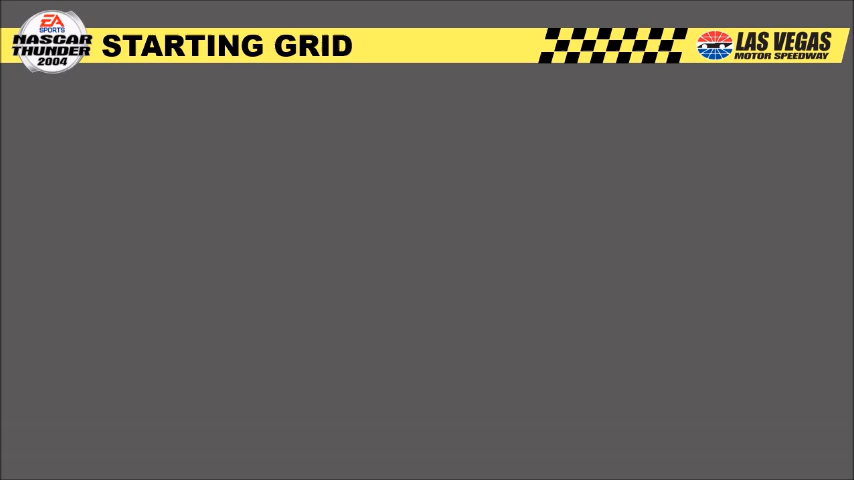 EA
SPORTS
NASCAR
THUNDER
2004
STARTING GRID
LAS VEGAS
MOTOR SPEEDWAY